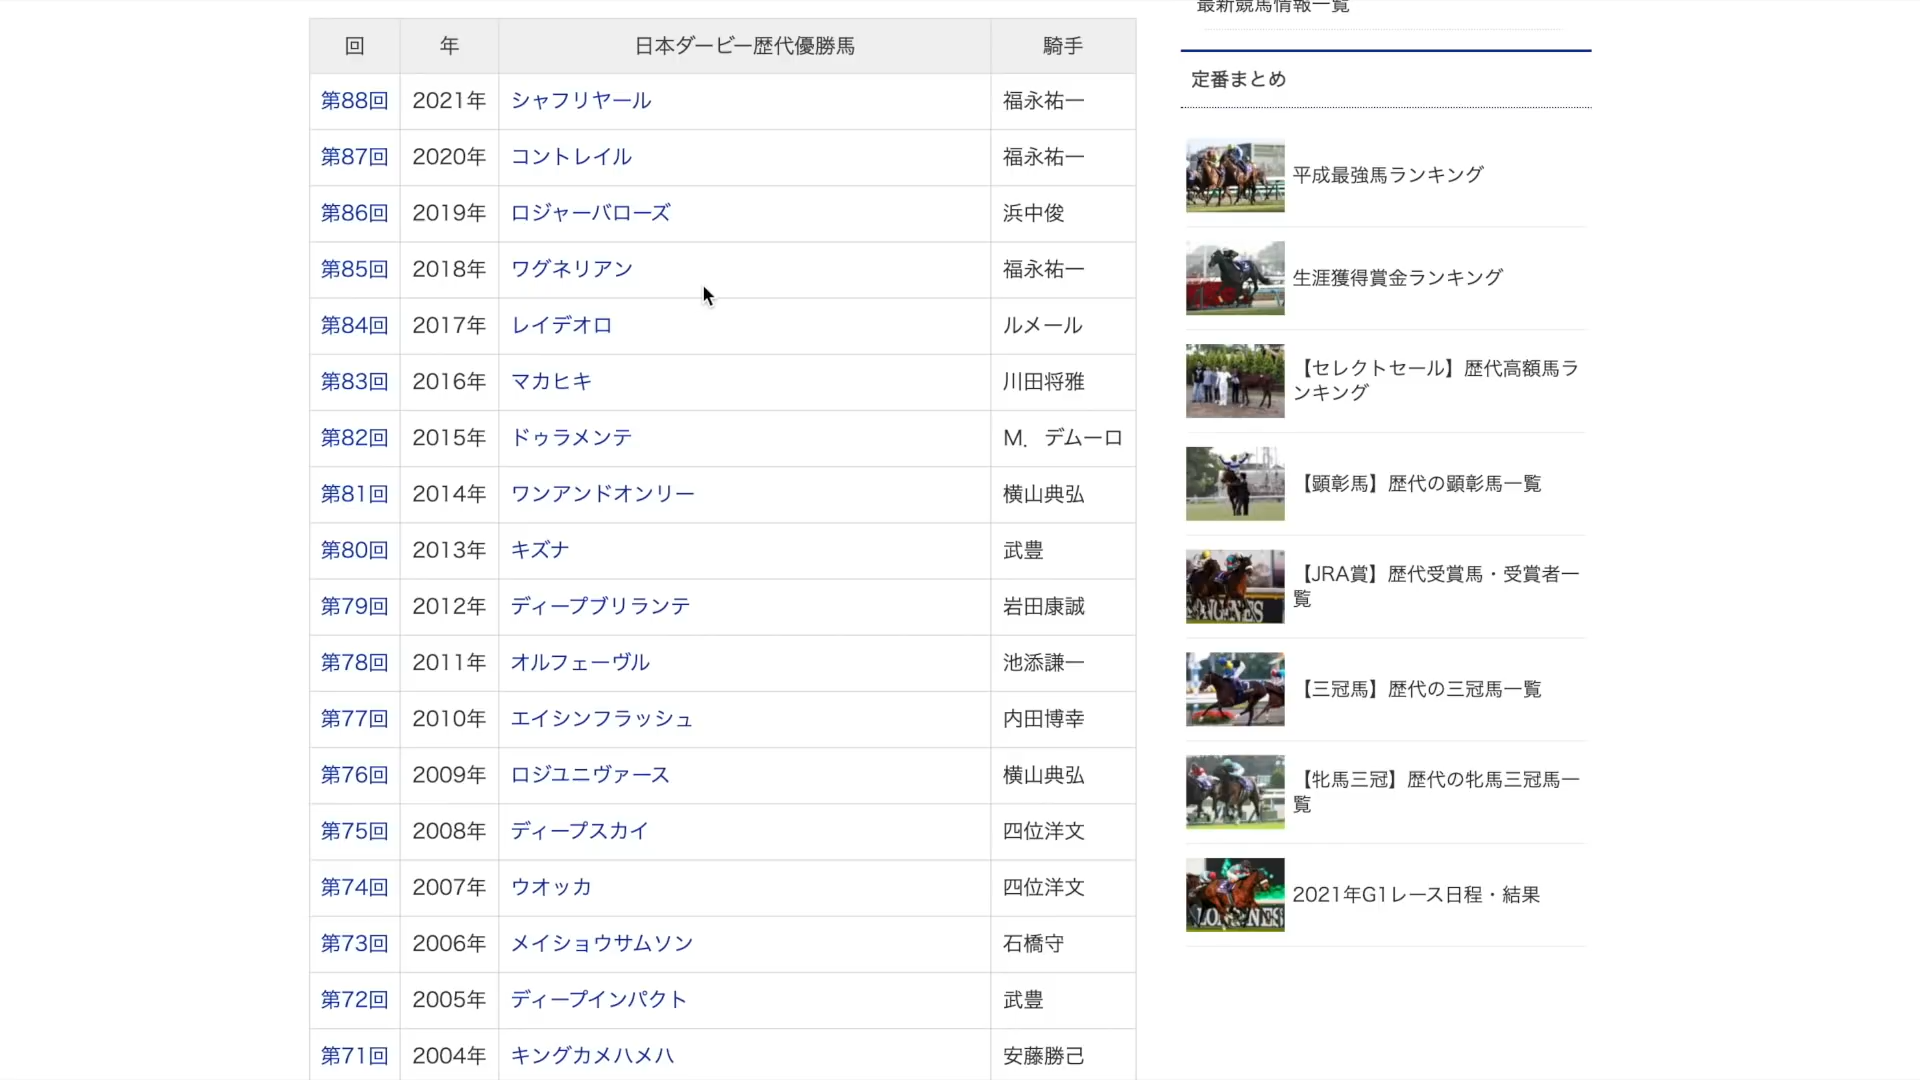 回 年 日本ダービー歴代優勝馬 騎手
第88回 2021年 シャフリヤール 福永祐一
第87回 2020年 コントレイル 福永祐一
第86回 2019年 ロジャーバローズ 浜中俊
第85回 2018年 ワグネリアン 福永祐一
第84回 2017年 レイデオロ ルメール
第83回 2016年 マカヒキ 川田将雅
第82回 2015年 ドゥラメンテ M．デムーロ
第81回 2014年 ワンアンドオンリー 横山典弘
第80回 2013年 キズナ 武豊
第79回 2012年 ディープブリランテ 岩田康誠
第78回 2011年 オルフェーヴル 池添謙一
第77回 2010年 エイシンフラッシュ 内田博幸
第76回 2009年 ロジユニヴァース 横山典弘
第75回 2008年 ディープスカイ 四位洋文
第74回 2007年 ウオッカ 四位洋文
第73回 2006年 メイショウサムソン 石橋守
第72回 2005年 ディープインパクト 武豊
第71回 2004年 キングカメハメハ 安藤勝己
最新競馬情報一覧
定番まとめ
平成最強馬ランキング
生涯獲得賞金ランキング
【セレクトセール】歴代高額馬ラ
ンキング
【顕彰馬】歴代の顕彰馬一覧
【JRA賞】歴代受賞馬・受賞者一
覧
【三冠馬】歴代の三冠馬一覧
【牝馬三冠】歴代の牝馬三冠馬一
覧
2021年G1レース日程・結果